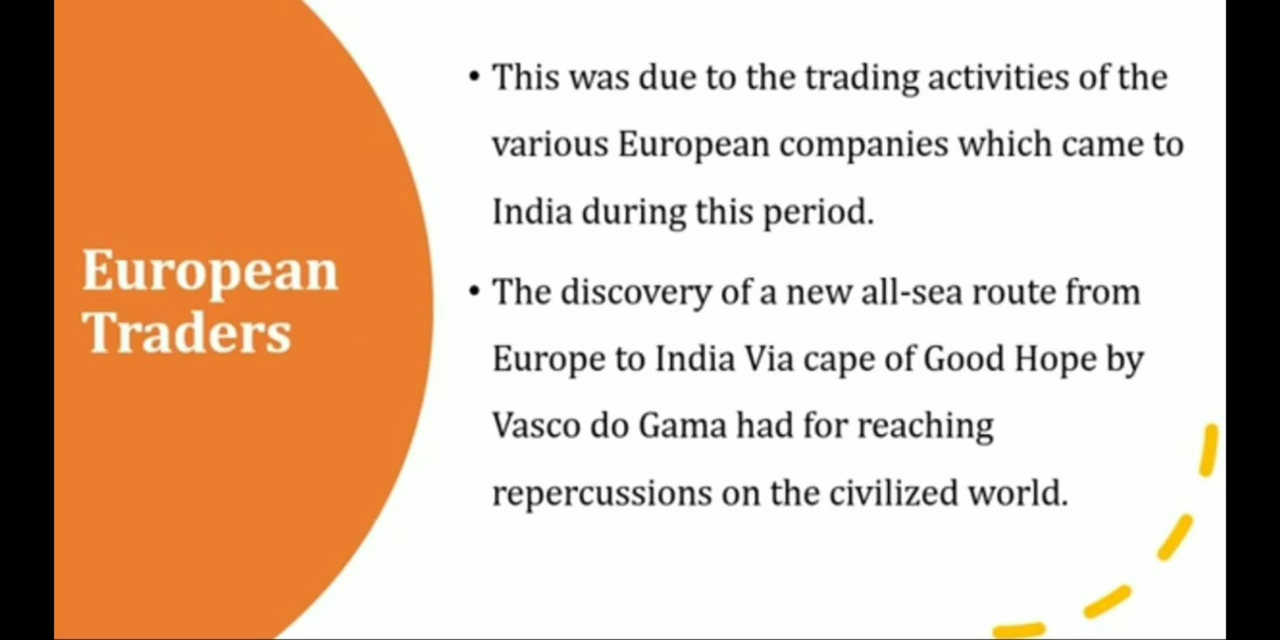 European
Traders
• This was due to the trading activities of the
various European companies which came to
India during this period.
• The discovery of a new all-sea route from
Europe to India Via cape of Good Hope by
Vasco do Gama had for reaching
repercussions on the civilized world.